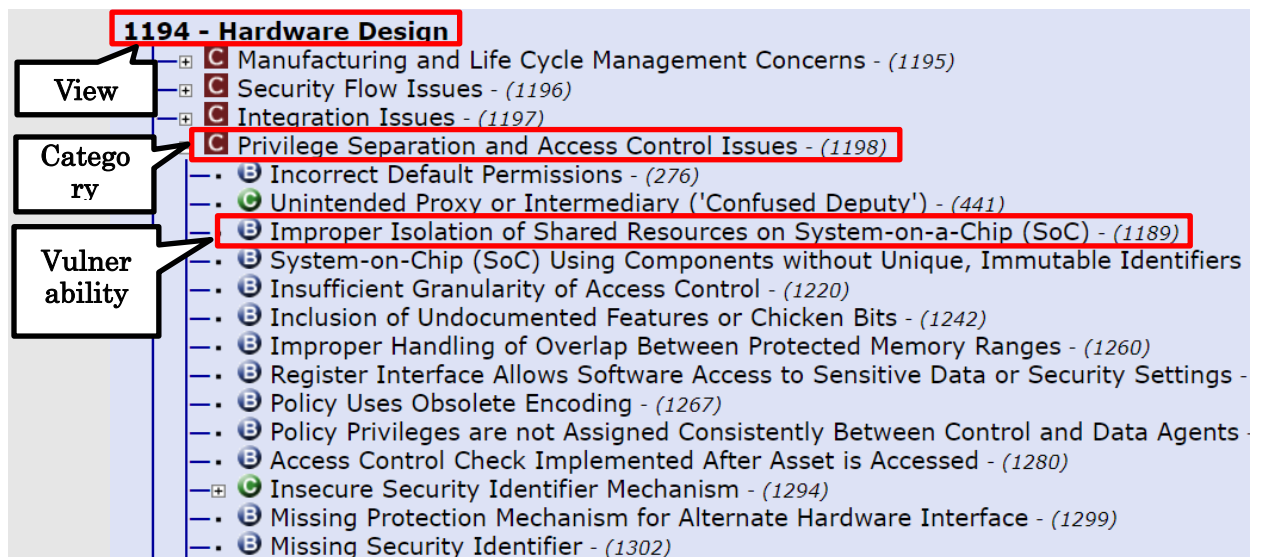 1194 - Hardware Design
C Manufacturing and Life Cycle Management Concerns - (1195)
View
C Security Flow Issues - (1196)
C Integration Issues - (1197)
C Privilege Separation and Access Control Issues - (1198)
Catego
ry
B Incorrect Default Permissions - (276)
C Unintended Proxy or Intermediary ('Confused Deputy') - (441)
B Improper Isolation of Shared Resources on System-on-a-Chip (SoC) - (1189)
Vulner
ability
B System-on-Chip (SoC) Using Components without Unique, Immutable Identifiers
B Insufficient Granularity of Access Control - (1220)
B Inclusion of Undocumented Features or Chicken Bits - (1242)
B Improper Handling of Overlap Between Protected Memory Ranges - (1260)
B Register Interface Allows Software Access to Sensitive Data or Security Settings -
B Policy Uses Obsolete Encoding - (1267)
B Policy Privileges are not Assigned Consistently Between Control and Data Agents -
B Access Control Check Implemented After Asset is Accessed - (1280)
C Insecure Security Identifier Mechanism - (1294)
B Missing Protection Mechanism for Alternate Hardware Interface - (1299)
B Missing Security Identifier - (1302)